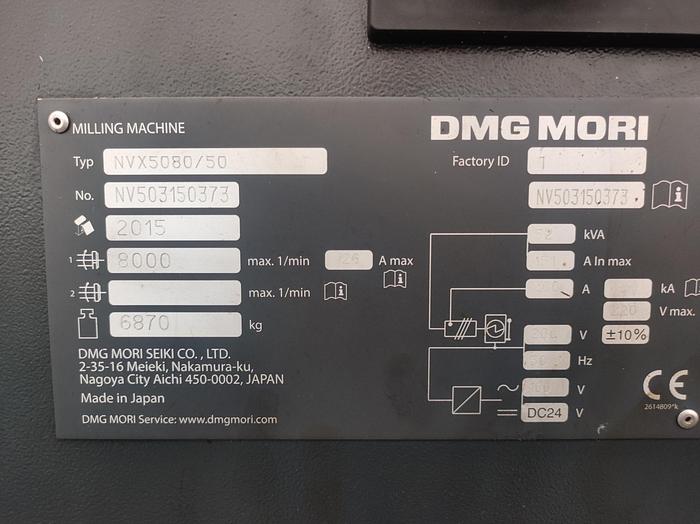 MILLING MACHINE
DMG MORI
Typ NVX5080/50
Factory ID 1
No. NV503150373
NV503150373
2015
1 8000 max. 1/min A max
2 max. 1/min
6870 kg
kVA
A In max
A kA
V max.
V ±10%
Hz
V
DC24 V
DMG MORI SEIKI CO., LTD.
2-35-16 Meieki, Nakamura-ku,
Nagoya City Aichi 450-0002, JAPAN
Made in Japan
DMG MORI Service: www.dmgmori.com
CE